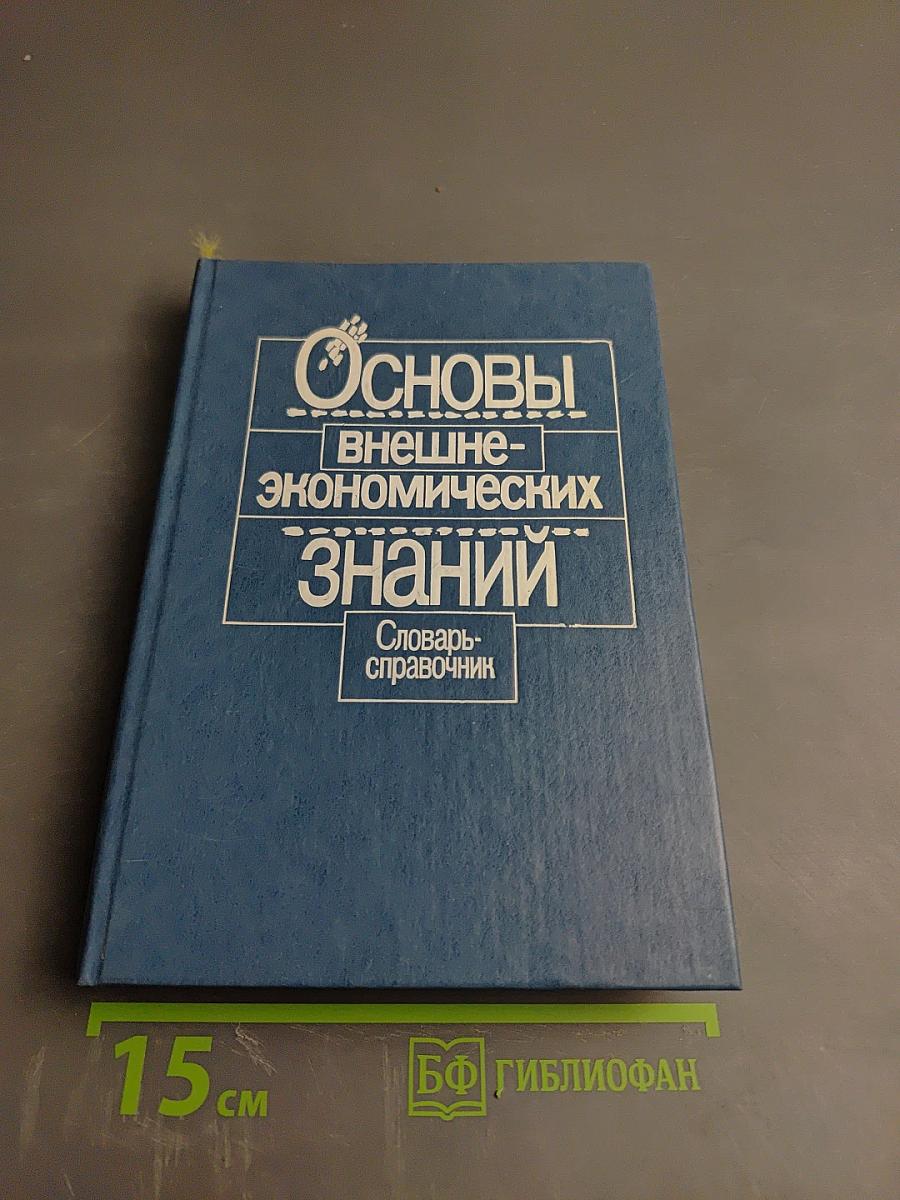 Основы
внешне-
экономических
знаний
Словарь-
справочник
15 см
БФ ГИБЛИОФАН